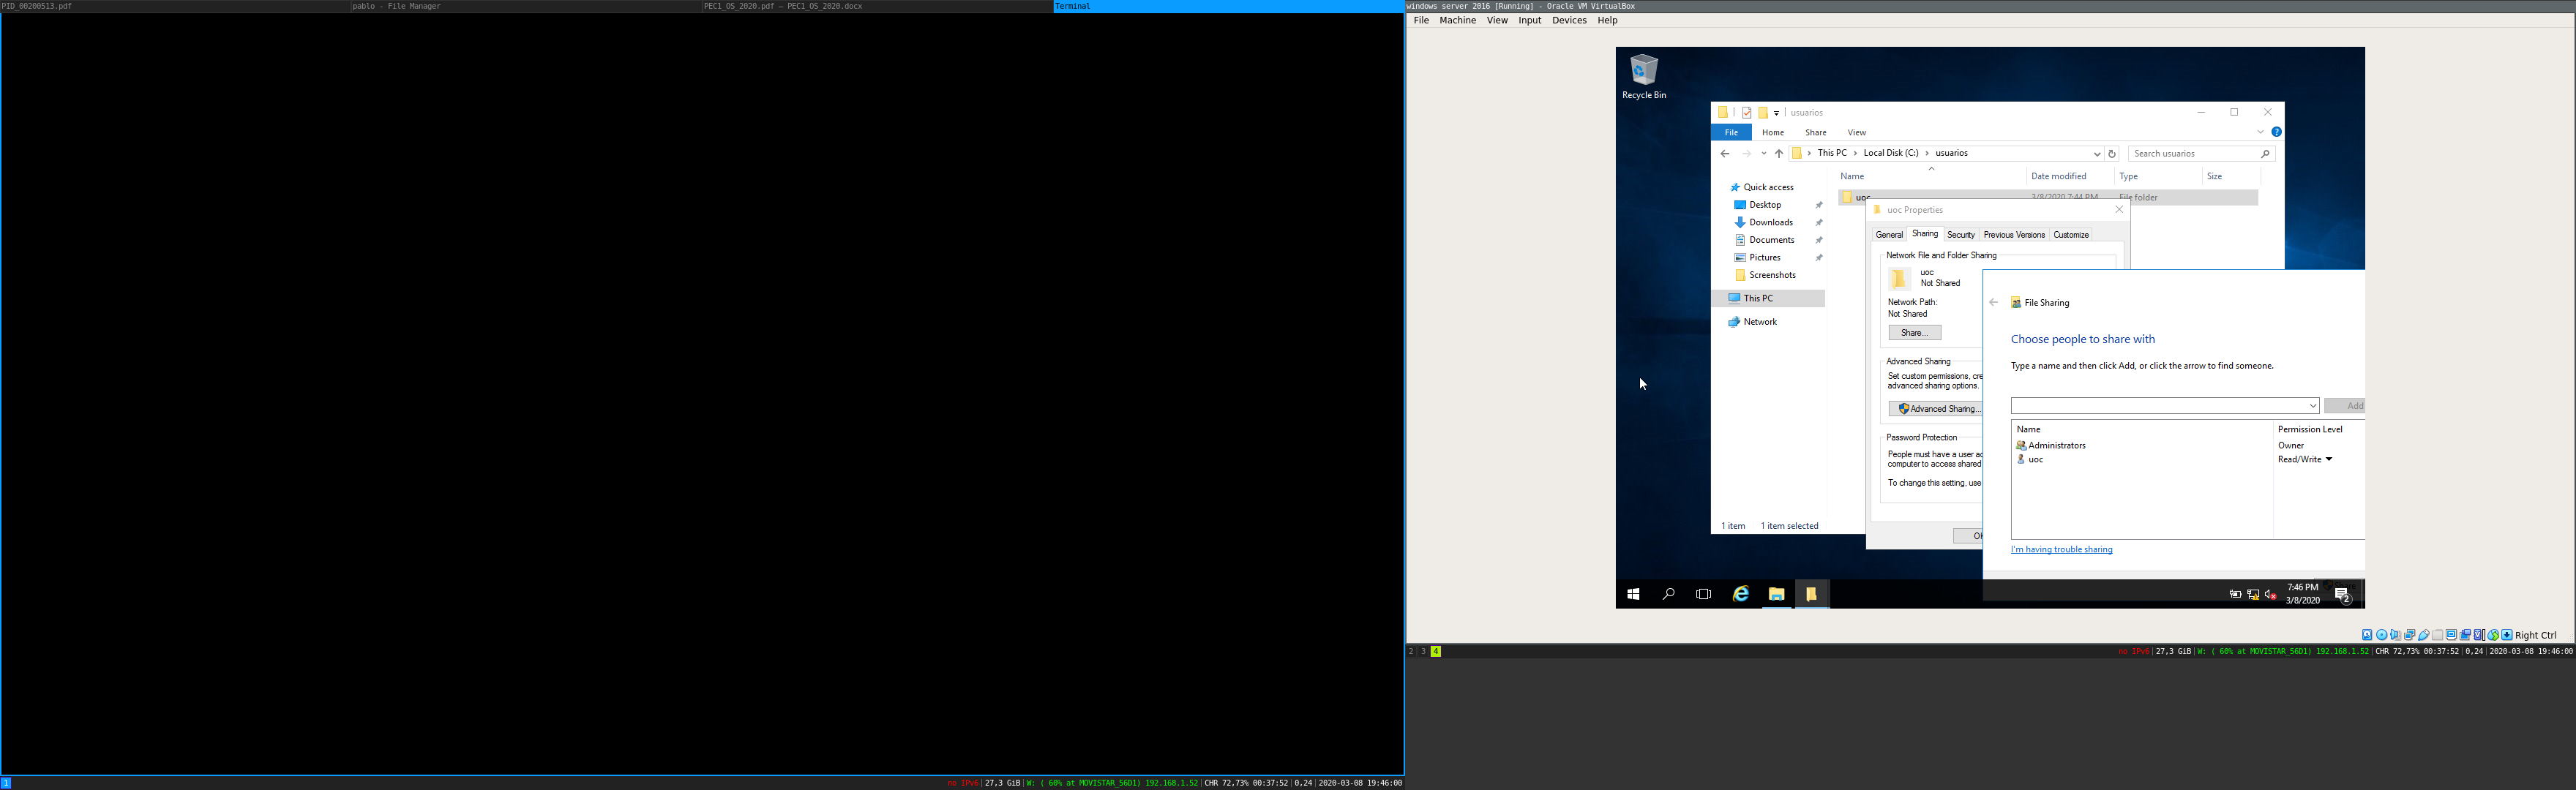 PID_00200513.pdf
pablo - File Manager
PEC1_OS_2020.pdf — PEC1_OS_2020.docx
Terminal
windows server 2016 [Running] - Oracle VM VirtualBox
File Machine View Input Devices Help
Recycle Bin
usuarios
File Home Share View
This PC > Local Disk (C:) > usuarios
Search usuarios
Name Date modified Type Size
Quick access
Desktop
Downloads
Documents
Pictures
Screenshots
This PC
Network
uoc 3/8/2020 7:44 PM File folder
1 item 1 item selected
uoc Properties
General Sharing Security Previous Versions Customize
Network File and Folder Sharing
uoc
Not Shared
Network Path:
Not Shared
Share...
Advanced Sharing
Set custom permissions, cre
advanced sharing options.
Advanced Sharing...
Password Protection
People must have a user ac
computer to access shared
To change this setting, use
File Sharing
Choose people to share with
Type a name and then click Add, or click the arrow to find someone.
Add
Name Permission Level
Administrators Owner
uoc Read/Write
I'm having trouble sharing
7:46 PM
3/8/2020
2
Right Ctrl
2 3 4
no IPv6|27,3 GiB|W: ( 60% at MOVISTAR_56D1) 192.168.1.52|CHR 72,73% 00:37:52|0,24|2020-03-08 19:46:00
1
no IPv6|27,3 GiB|W: ( 60% at MOVISTAR_56D1) 192.168.1.52|CHR 72,73% 00:37:52|0,24|2020-03-08 19:46:00